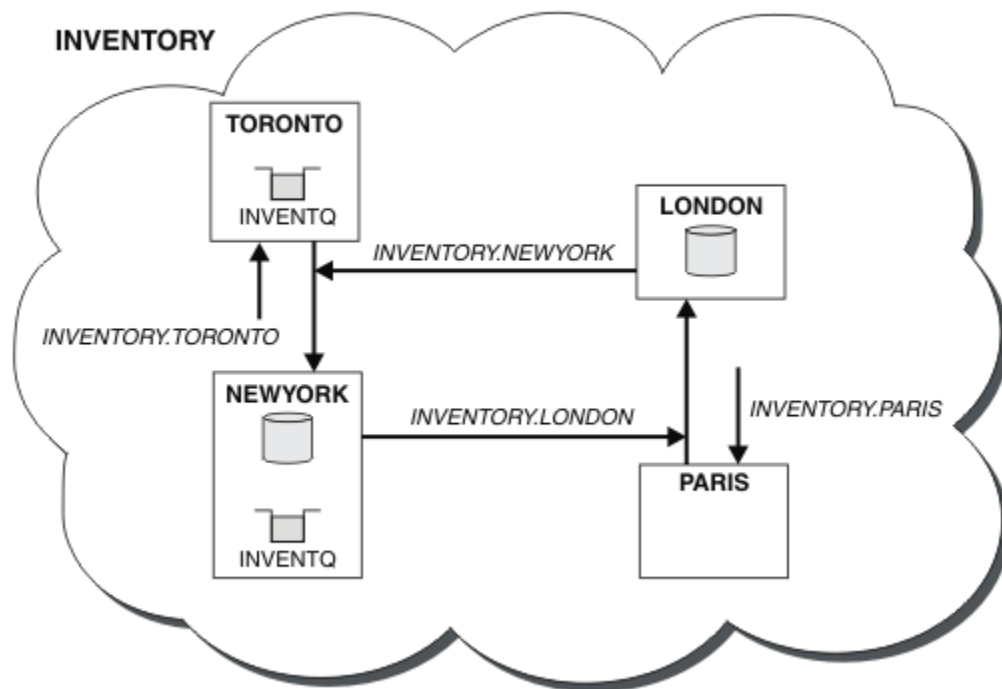 INVENTORY
TORONTO
INVENTQ
LONDON
INVENTORY.NEWYORK
INVENTORY.TORONTO
NEWYORK
INVENTQ
INVENTORY.LONDON
INVENTORY.PARIS
PARIS